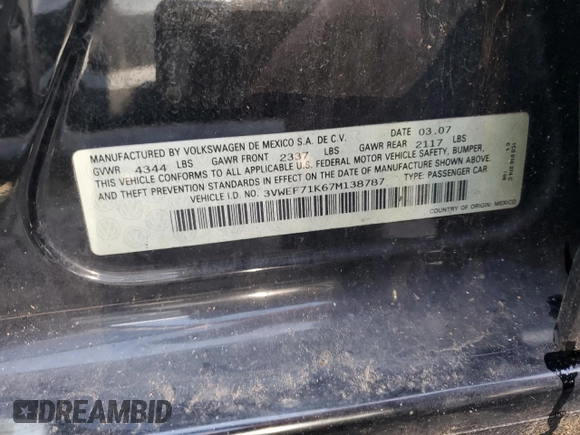 MANUFACTURED BY VOLKSWAGEN DE MEXICO S.A. DE C.V. DATE 03.07
GVWR 4344 LBS GAWR FRONT 2337 LBS GAWR REAR 2117 LBS
THIS VEHICLE CONFORMS TO ALL APPLICABLE U.S. FEDERAL MOTOR VEHICLE SAFETY, BUMPER,
AND THEFT PREVENTION STANDARDS IN EFFECT ON THE DATE OF MANUFACTURE SHOWN ABOVE.
VEHICLE I.D. NO. 3VWEF71K67M138787 TYPE: PASSENGER CAR
COUNTRY OF ORIGIN: MEXICO
DREAMBID